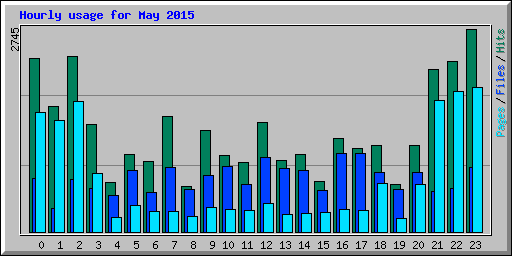 Hourly usage for May 2015
2745
Pages / Files / Hits
0 1 2 3 4 5 6 7 8 9 10 11 12 13 14 15 16 17 18 19 20 21 22 23